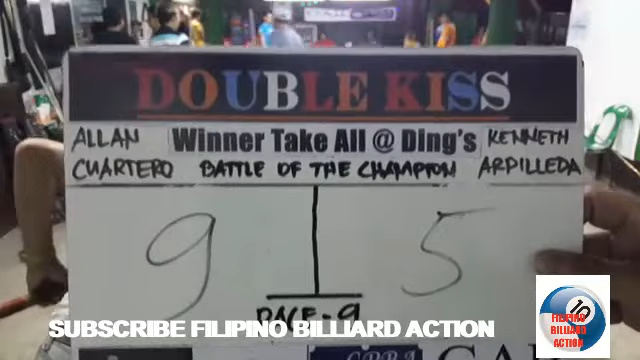 DOUBLE KISS
ALLAN CUARTERO
Winner Take All @ Ding's
BATTLE OF THE CHAMPION
KENNETH ARPILLEDA
9
5
RACE-9
SUBSCRIBE FILIPINO BILLIARD ACTION
10
FILIPINO
BILLIARD
ACTION